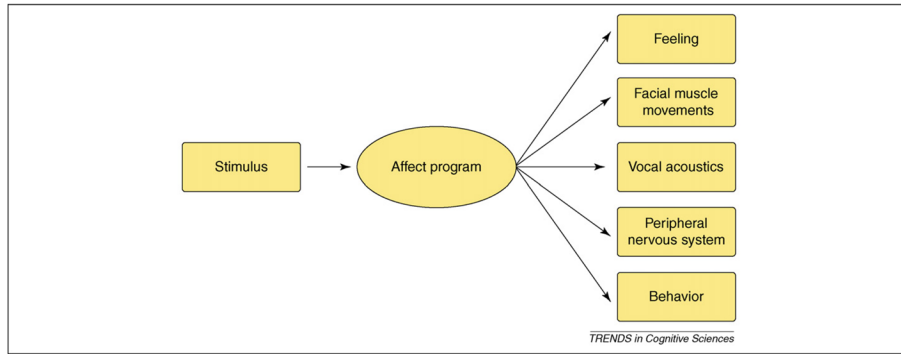 Feeling
Facial muscle
movements
Stimulus
Affect program
Vocal acoustics
Peripheral
nervous system
Behavior
TRENDS in Cognitive Sciences